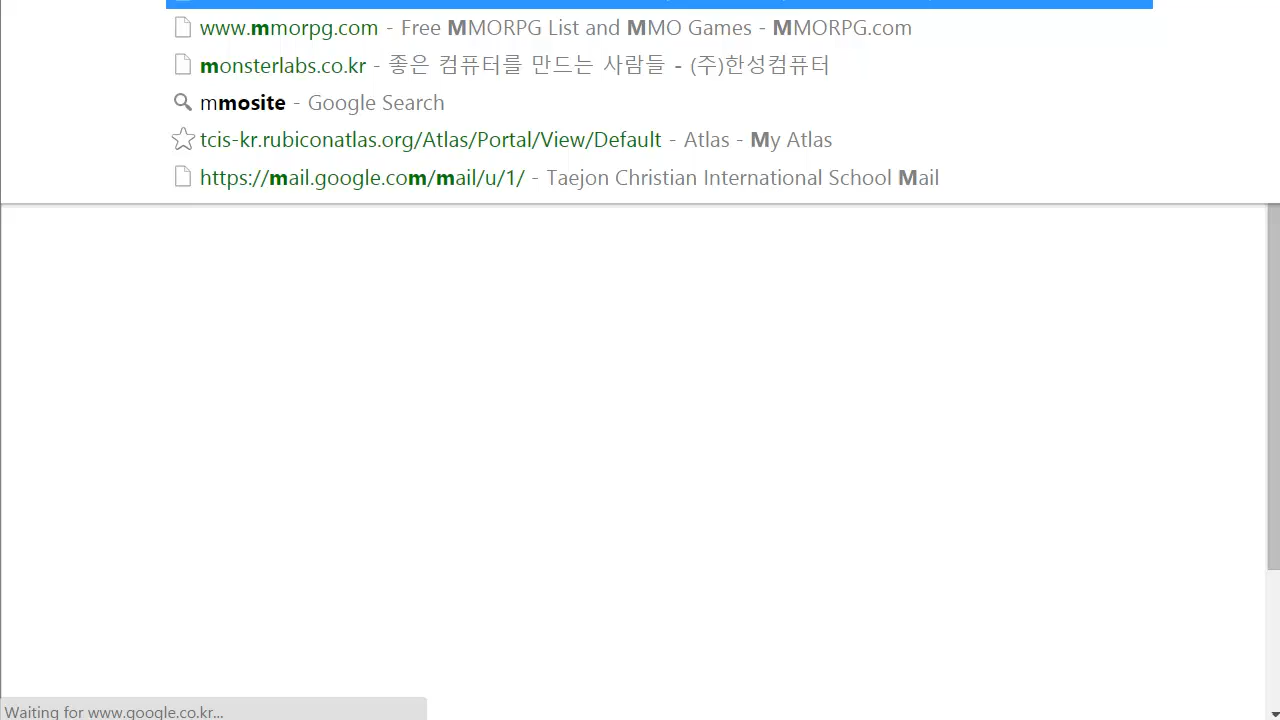 www.mmorpg.com - Free MMORPG List and MMO Games - MMORPG.com
monsterlabs.co.kr - 좋은 컴퓨터를 만드는 사람들 - (주)한성컴퓨터
mmosite - Google Search
tcis-kr.rubiconatlas.org/Atlas/Portal/View/Default - Atlas - My Atlas
https://mail.google.com/mail/u/1/ - Taejon Christian International School Mail
Waiting for www.google.co.kr...